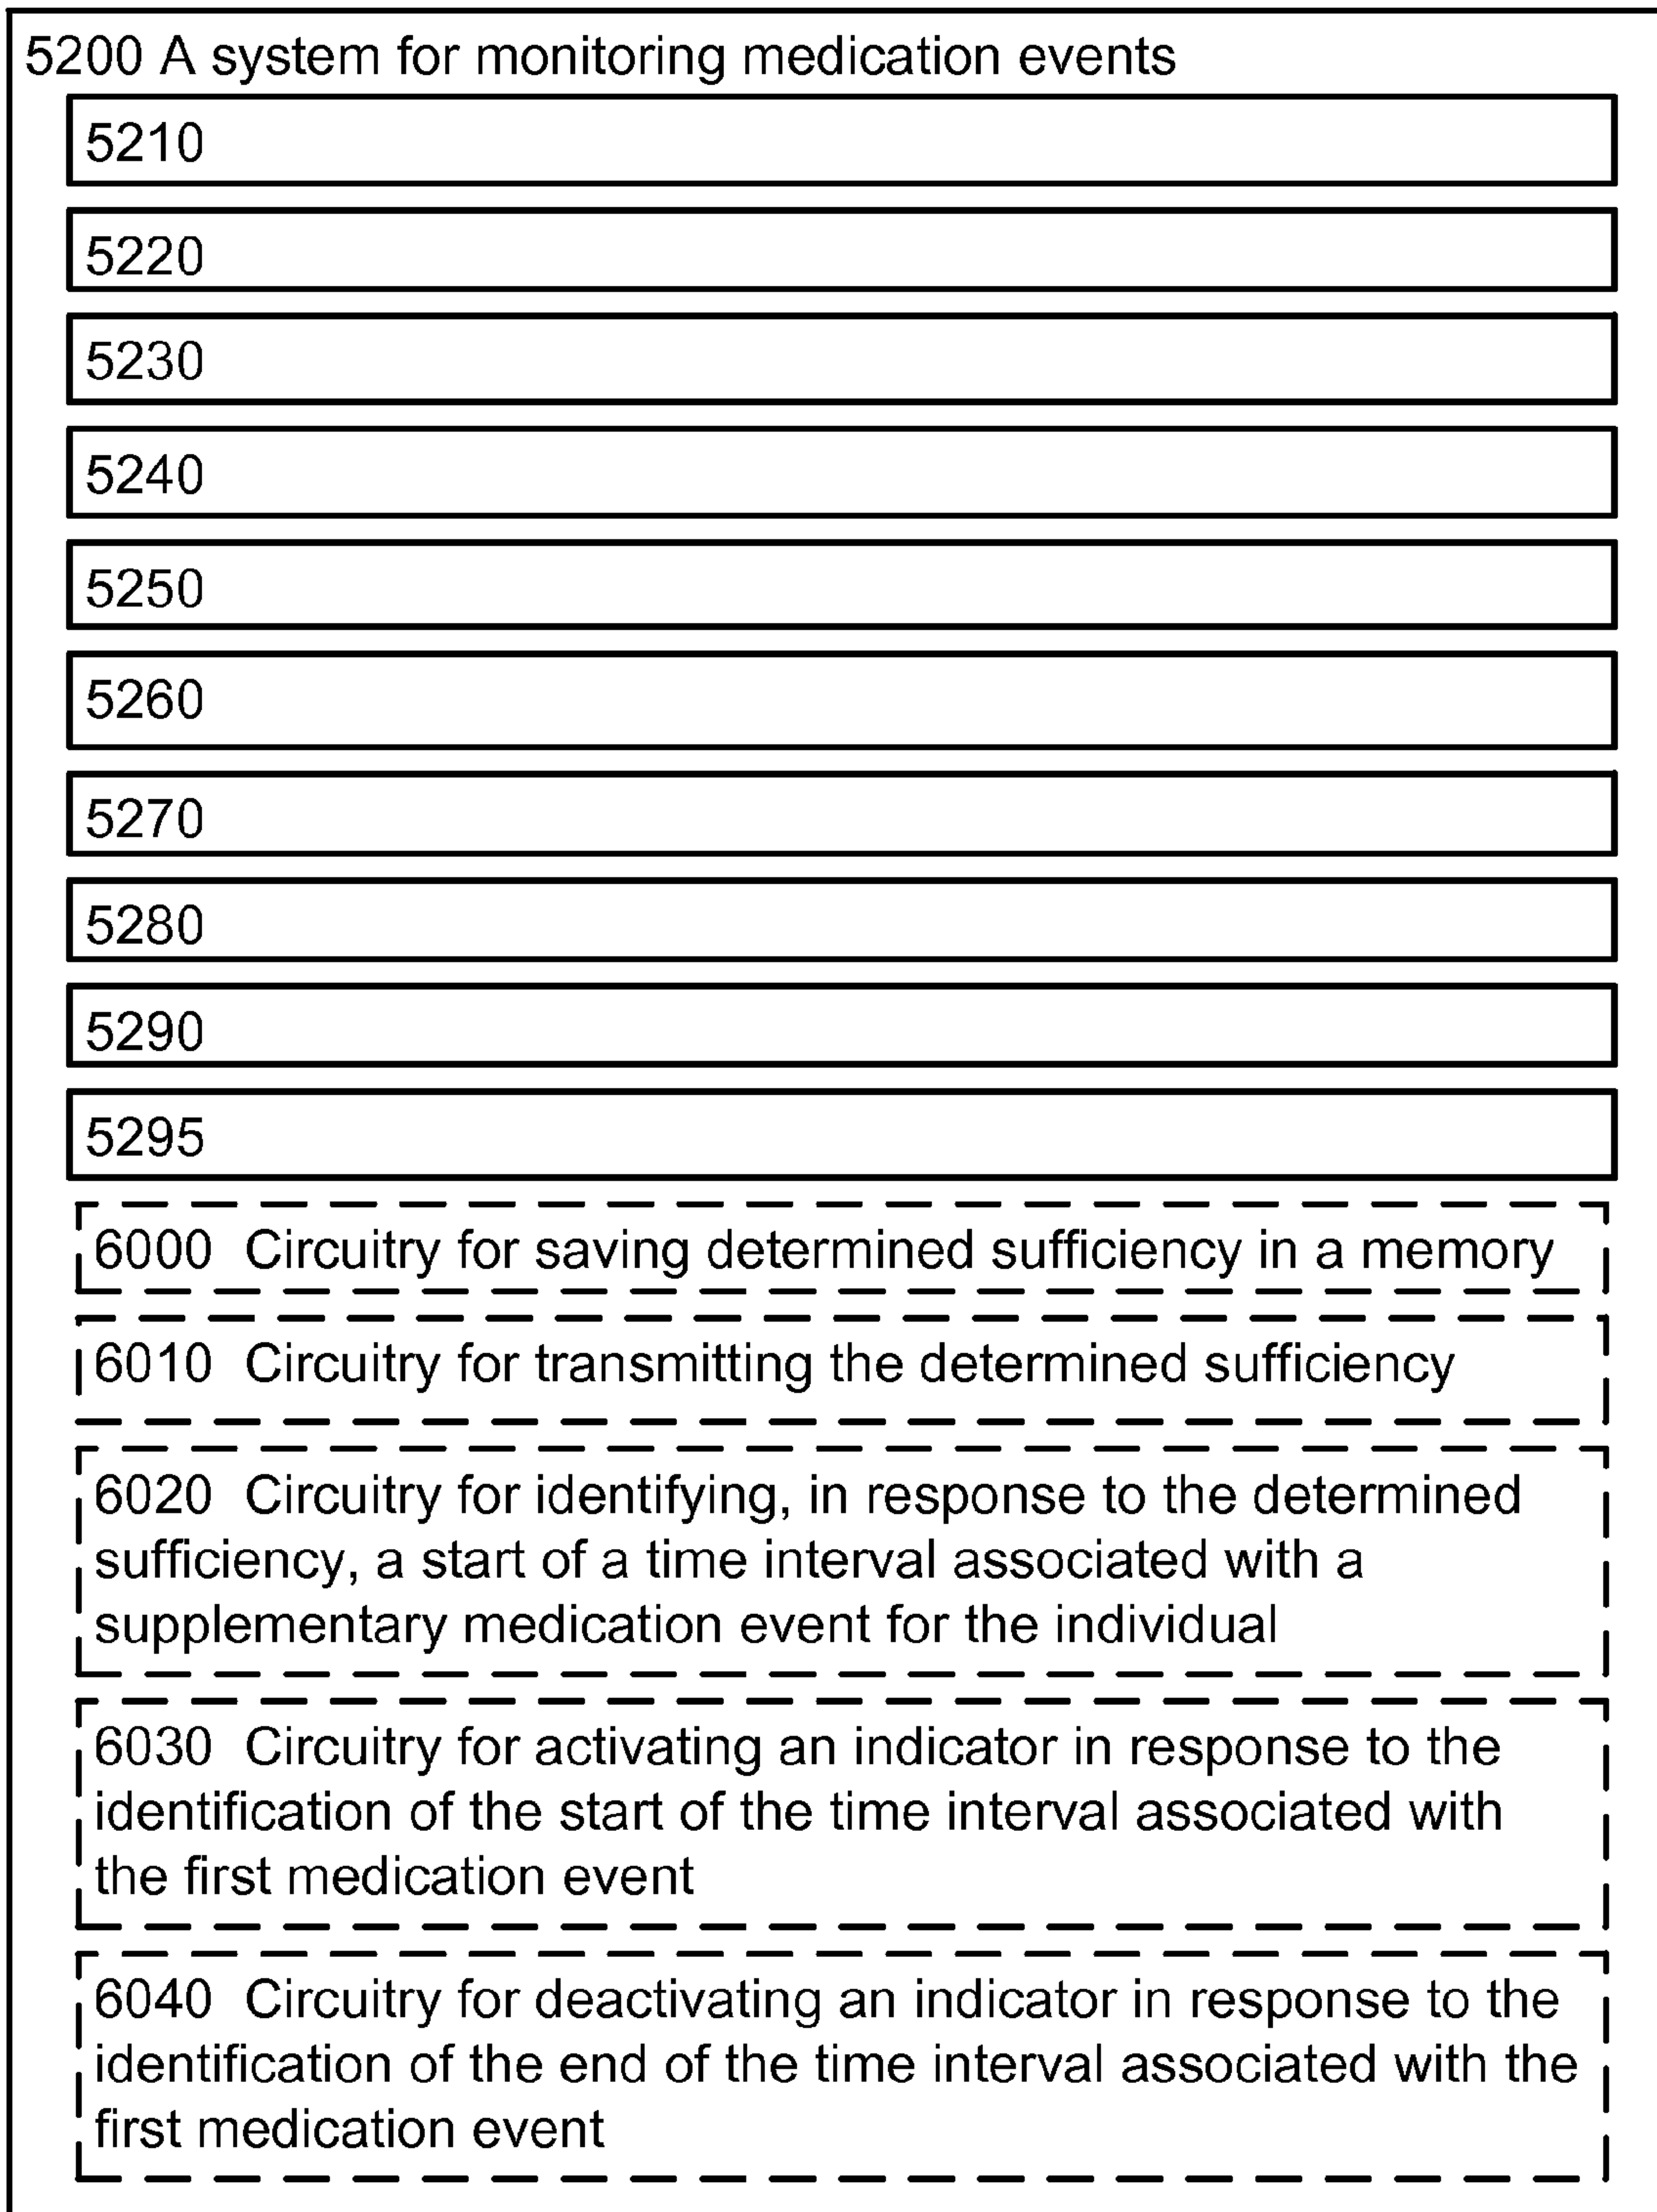 5200 A system for monitoring medication events
5210
5220
5230
5240
5250
5260
5270
5280
5290
5295
6000 Circuitry for saving determined sufficiency in a memory
6010 Circuitry for transmitting the determined sufficiency
6020 Circuitry for identifying, in response to the determined
sufficiency, a start of a time interval associated with a
supplementary medication event for the individual
6030 Circuitry for activating an indicator in response to the
identification of the start of the time interval associated with
the first medication event
6040 Circuitry for deactivating an indicator in response to the
identification of the end of the time interval associated with the
first medication event